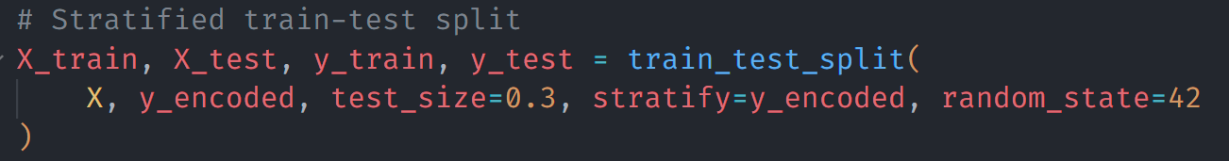 # Stratified train-test split
X_train, X_test, y_train, y_test = train_test_split(
    X, y_encoded, test_size=0.3, stratify=y_encoded, random_state=42
)